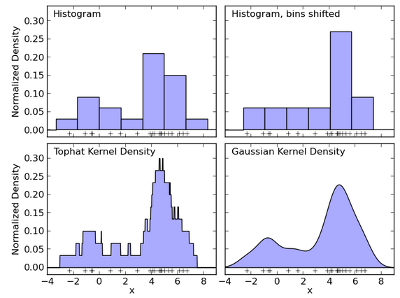 Histogram
Histogram, bins shifted
Normalized Density
0.30
0.25
0.20
0.15
0.10
0.05
0.00
Tophat Kernel Density
Gaussian Kernel Density
Normalized Density
0.30
0.25
0.20
0.15
0.10
0.05
0.00
−4 −2 0 2 4 6 8
−4 −2 0 2 4 6 8
x
x